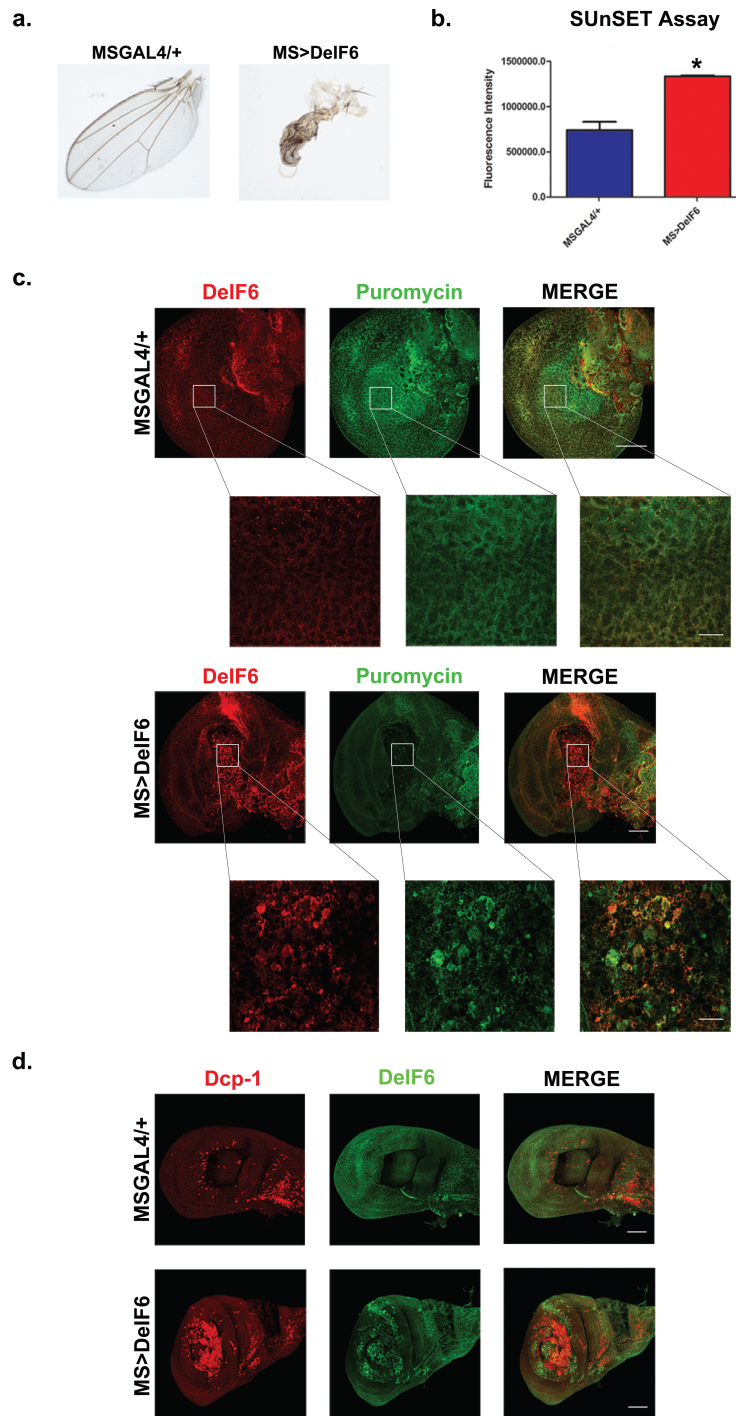 a.
MSGAL4/+
MS>DeIF6
b.
SUnSET Assay
Fluorescence Intensity
1500000.0
1000000.0
500000.0
0.0
*
MSGAL4/+
MS>DeIF6
c.
DeIF6
Puromycin
MERGE
MSGAL4/+
DeIF6
Puromycin
MERGE
MS>DeIF6
d.
Dcp-1
DeIF6
MERGE
MSGAL4/+
MS>DeIF6